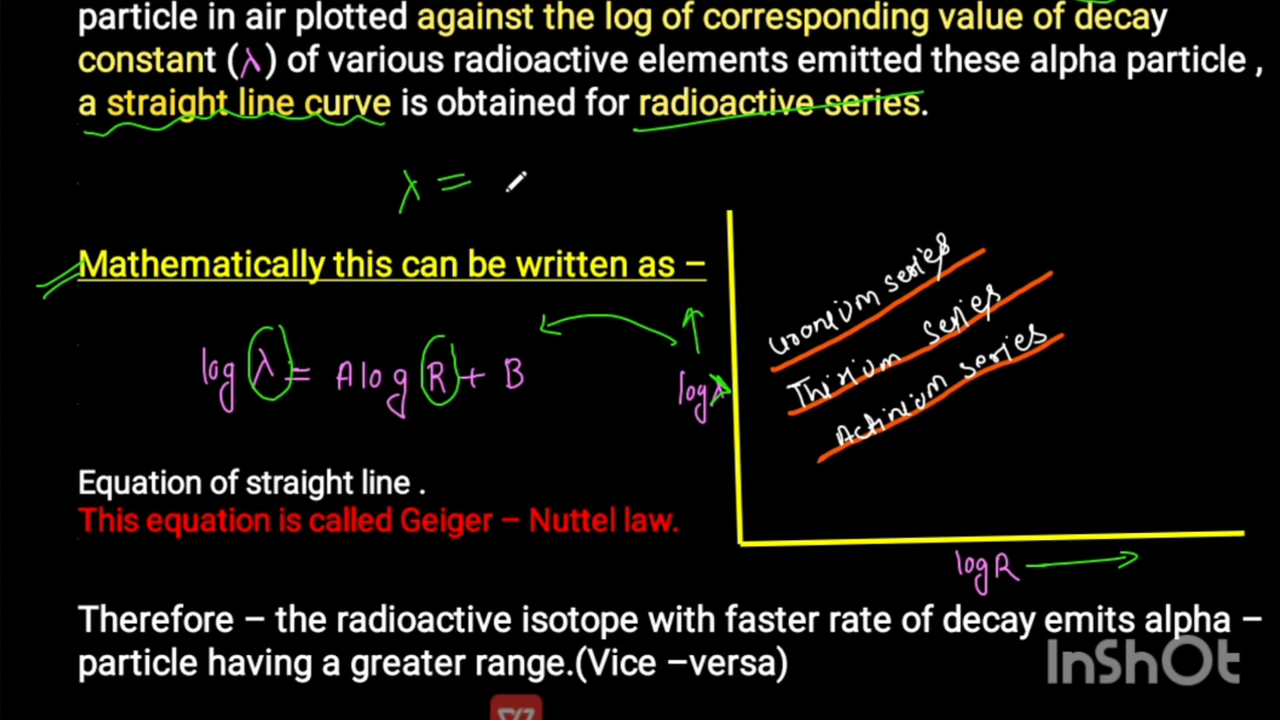 particle in air plotted against the log of corresponding value of decay
constant (λ) of various radioactive elements emitted these alpha particle ,
a straight line curve is obtained for radioactive series.
λ =
Mathematically this can be written as –
log λ = A log R + B
log λ
Uronium series
Thirium series
Actinium series
log R
Equation of straight line .
This equation is called Geiger – Nuttel law.
Therefore – the radioactive isotope with faster rate of decay emits alpha –
particle having a greater range.(Vice –versa)
InShOt